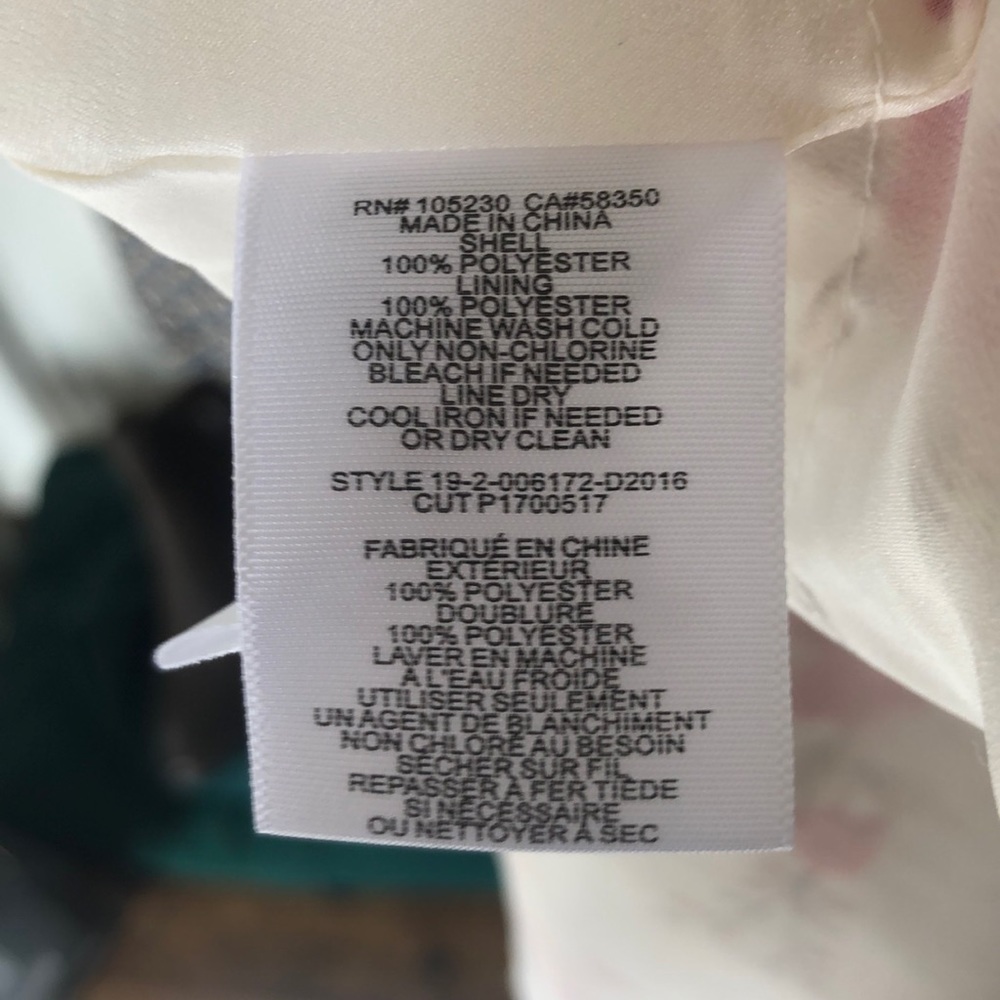 RN# 105230 CA#58350
MADE IN CHINA
SHELL
100% POLYESTER
LINING
100% POLYESTER
MACHINE WASH COLD
ONLY NON-CHLORINE
BLEACH IF NEEDED
LINE DRY
COOL IRON IF NEEDED
OR DRY CLEAN
STYLE 19-2-006172-D2016
CUT P1700517
FABRIQUÉ EN CHINE
EXTÉRIEUR
100% POLYESTER
DOUBLURE
100% POLYESTER
LAVER EN MACHINE
À L'EAU FROIDE
UTILISER SEULEMENT
UN AGENT DE BLANCHIMENT
NON CHLORÉ AU BESOIN
SÉCHER SUR FIL
REPASSER À FER TIÈDE
SI NÉCESSAIRE
OU NETTOYER À SEC